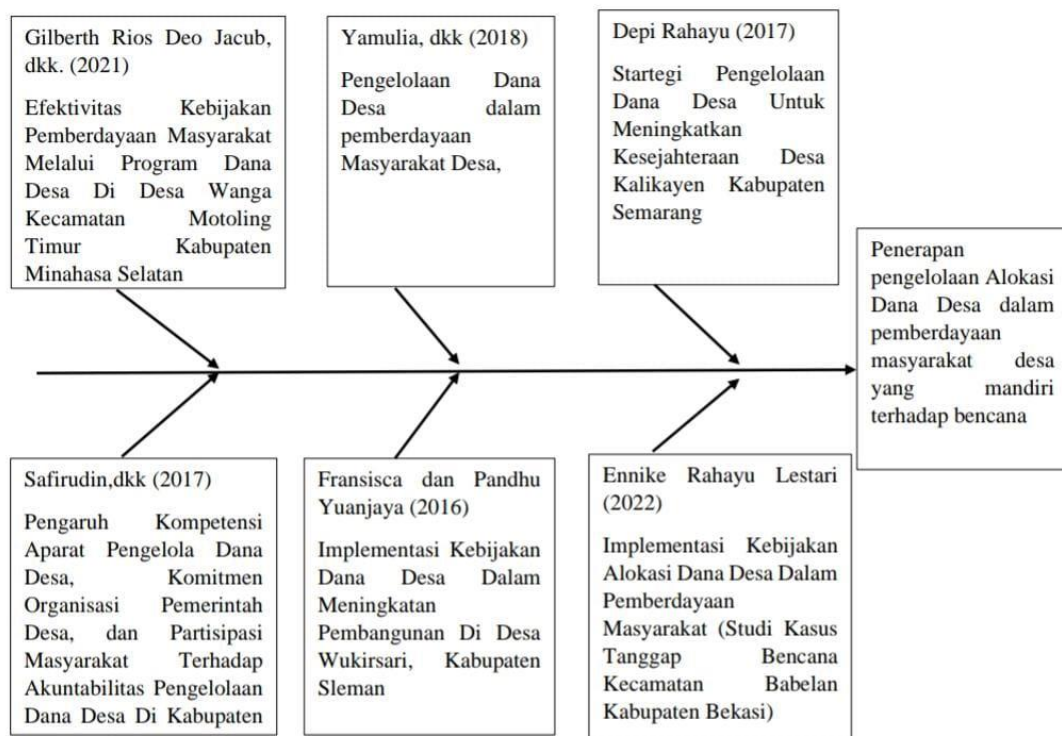 Gilberth Rios Deo Jacub,
dkk. (2021)
Efektivitas Kebijakan
Pemberdayaan Masyarakat
Melalui Program Dana
Desa Di Desa Wanga
Kecamatan Motoling
Timur Kabupaten
Minahasa Selatan
Yamulia, dkk (2018)
Pengelolaan Dana
Desa dalam
pemberdayaan
Masyarakat Desa,
Depi Rahayu (2017)
Startegi Pengelolaan
Dana Desa Untuk
Meningkatkan
Kesejahteraan Desa
Kalikayen Kabupaten
Semarang
Penerapan
pengelolaan Alokasi
Dana Desa dalam
pemberdayaan
masyarakat desa
yang mandiri
terhadap bencana
Safirudin,dkk (2017)
Pengaruh Kompetensi
Aparat Pengelola Dana
Desa, Komitmen
Organisasi Pemerintah
Desa, dan Partisipasi
Masyarakat Terhadap
Akuntabilitas Pengelolaan
Dana Desa Di Kabupaten
Fransisca dan Pandhu
Yuanjaya (2016)
Implementasi Kebijakan
Dana Desa Dalam
Meningkatan
Pembangunan Di Desa
Wukirsari, Kabupaten
Sleman
Ennike Rahayu Lestari
(2022)
Implementasi Kebijakan
Alokasi Dana Desa Dalam
Pemberdayaan
Masyarakat (Studi Kasus
Tanggap Bencana
Kecamatan Babelan
Kabupaten Bekasi)